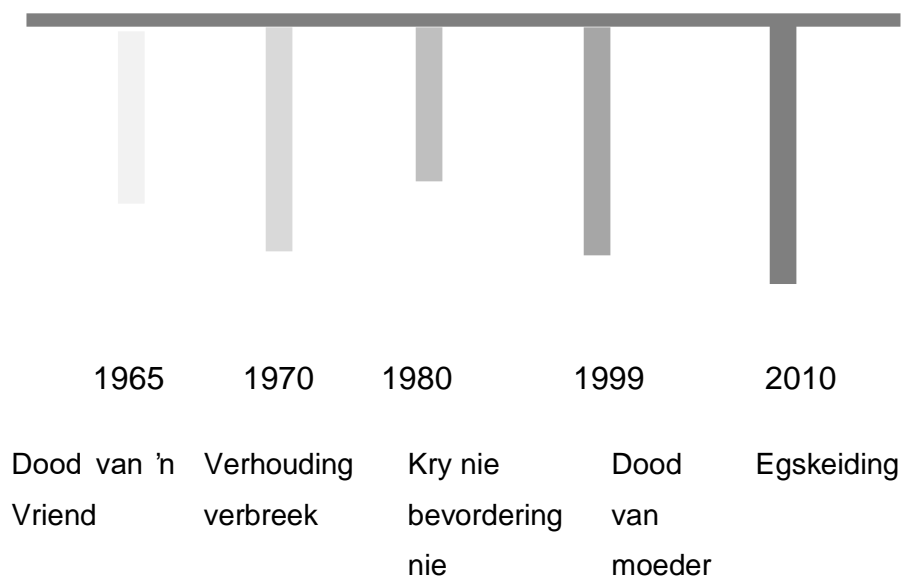 1965 1970 1980 1999 2010
Dood van 'n Verhouding Kry nie Dood Egskeiding
Vriend verbreek bevordering van
nie moeder